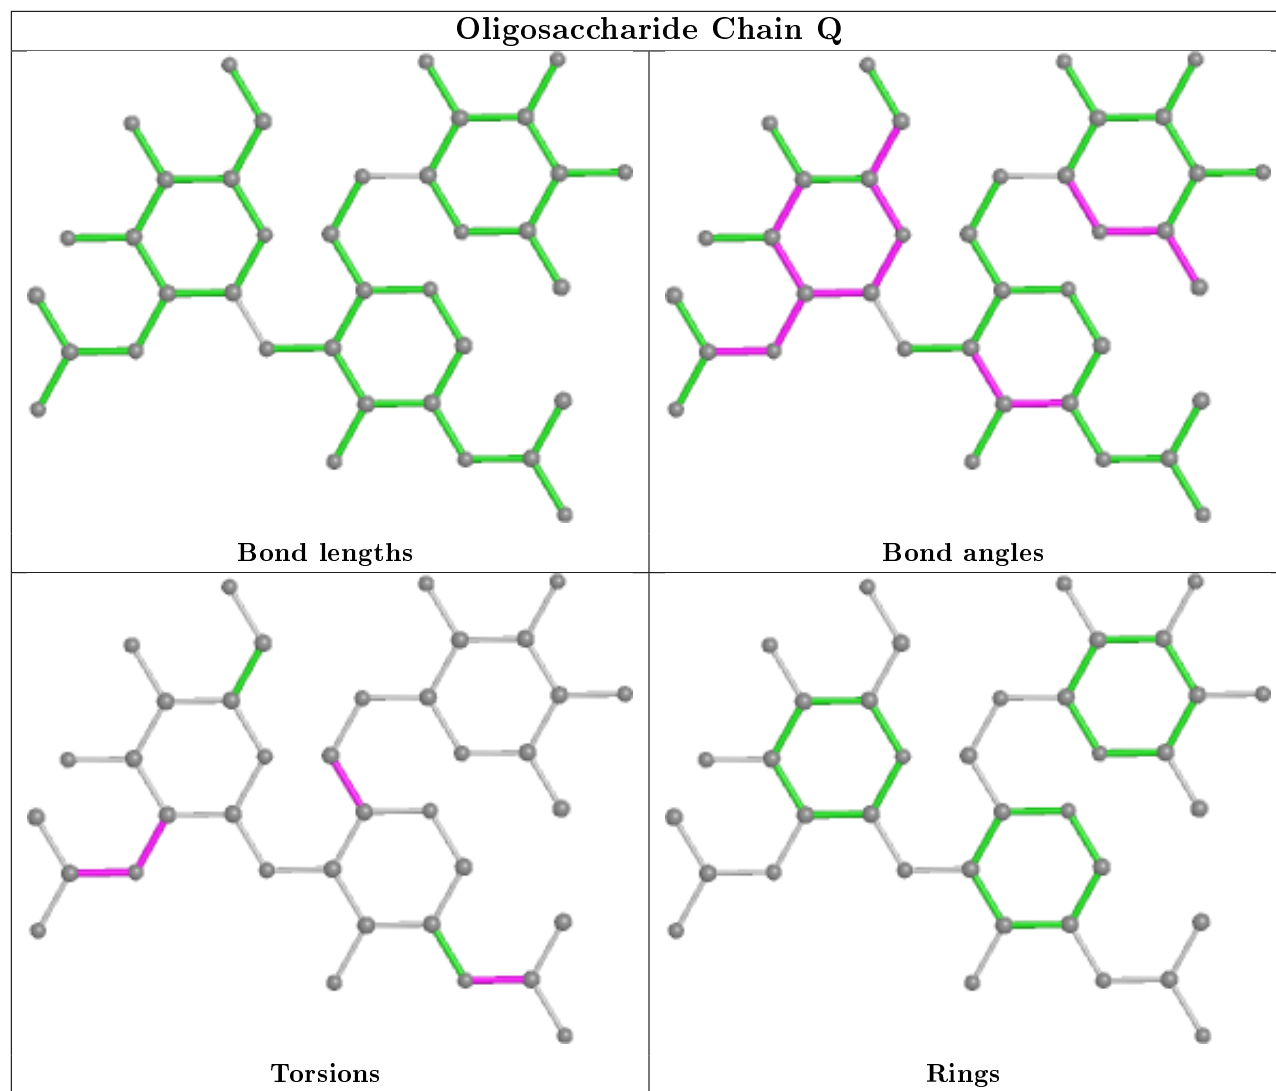 Oligosaccharide Chain Q
Bond lengths
Bond angles
Torsions
Rings